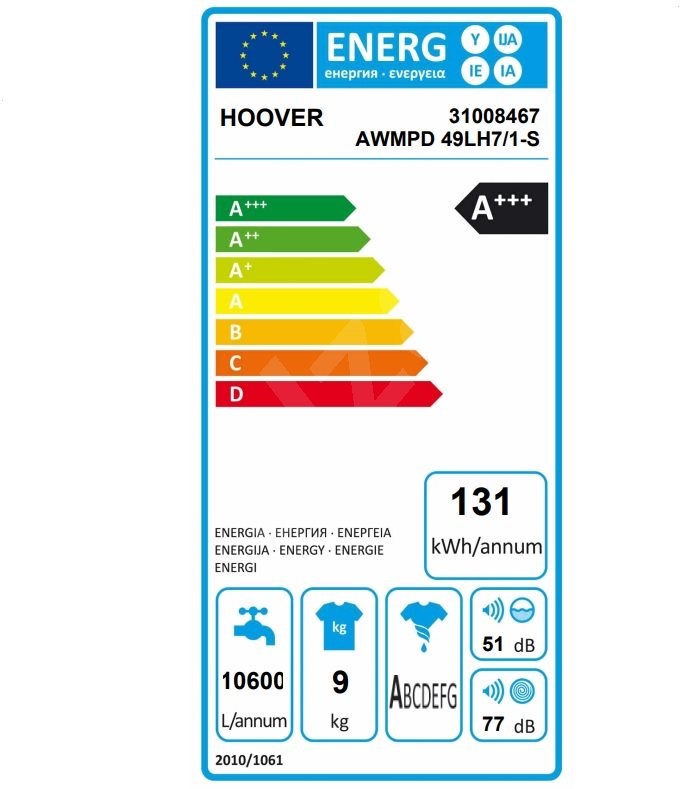 ENERG Y IJA
енергия · ενεργεια IE IA
HOOVER 31008467
AWMPD 49LH7/1-S
A+++ A+++
A++
A+
A
B
C
D
131
kWh/annum
ENERGIA · ЕНЕРГИЯ · ΕΝΕΡΓΕΙΑ
ENERGIJA · ENERGY · ENERGIE
ENERGI
10600
L/annum
kg
9
kg
ABCDEFG
51 dB
77 dB
2010/1061